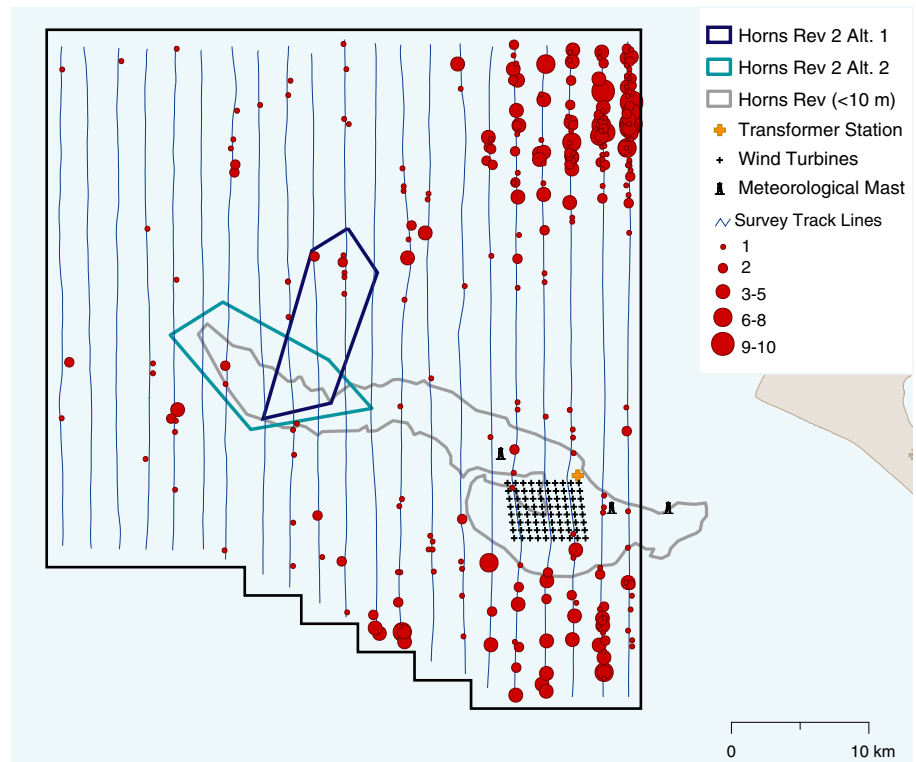 Horns Rev 2 Alt. 1
Horns Rev 2 Alt. 2
Horns Rev (<10 m)
Transformer Station
Wind Turbines
Meteorological Mast
Survey Track Lines
1
2
3-5
6-8
9-10
0 10 km